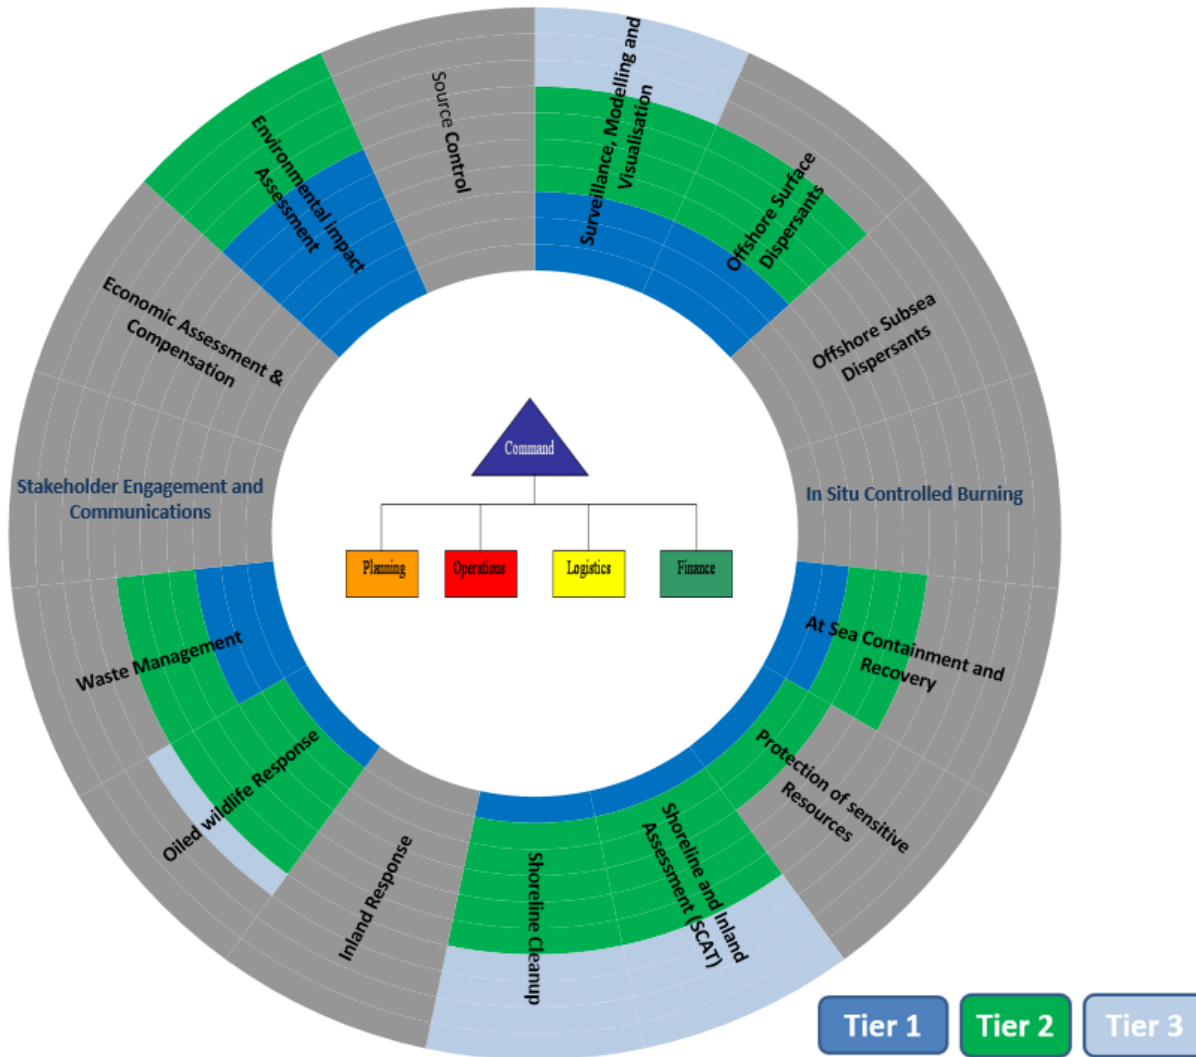 Source Control
Surveillance, Modelling and
Visualisation
Offshore Surface
Dispersants
Offshore Subsea
Dispersants
In Situ Controlled Burning
At Sea Containment and
Recovery
Protection of sensitive
Resources
Shoreline and Inland
Assessment (SCAT)
Shoreline Cleanup
Inland Response
Oiled wildlife Response
Waste Management
Stakeholder Engagement and
Communications
Economic Assessment &
Compensation
Environmental impact
Assessment
Command
Planning
Operations
Logistics
Finance
Tier 1
Tier 2
Tier 3